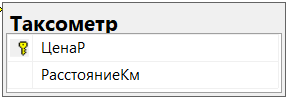 Таксометр
ЦенаР
РасстояниеКм